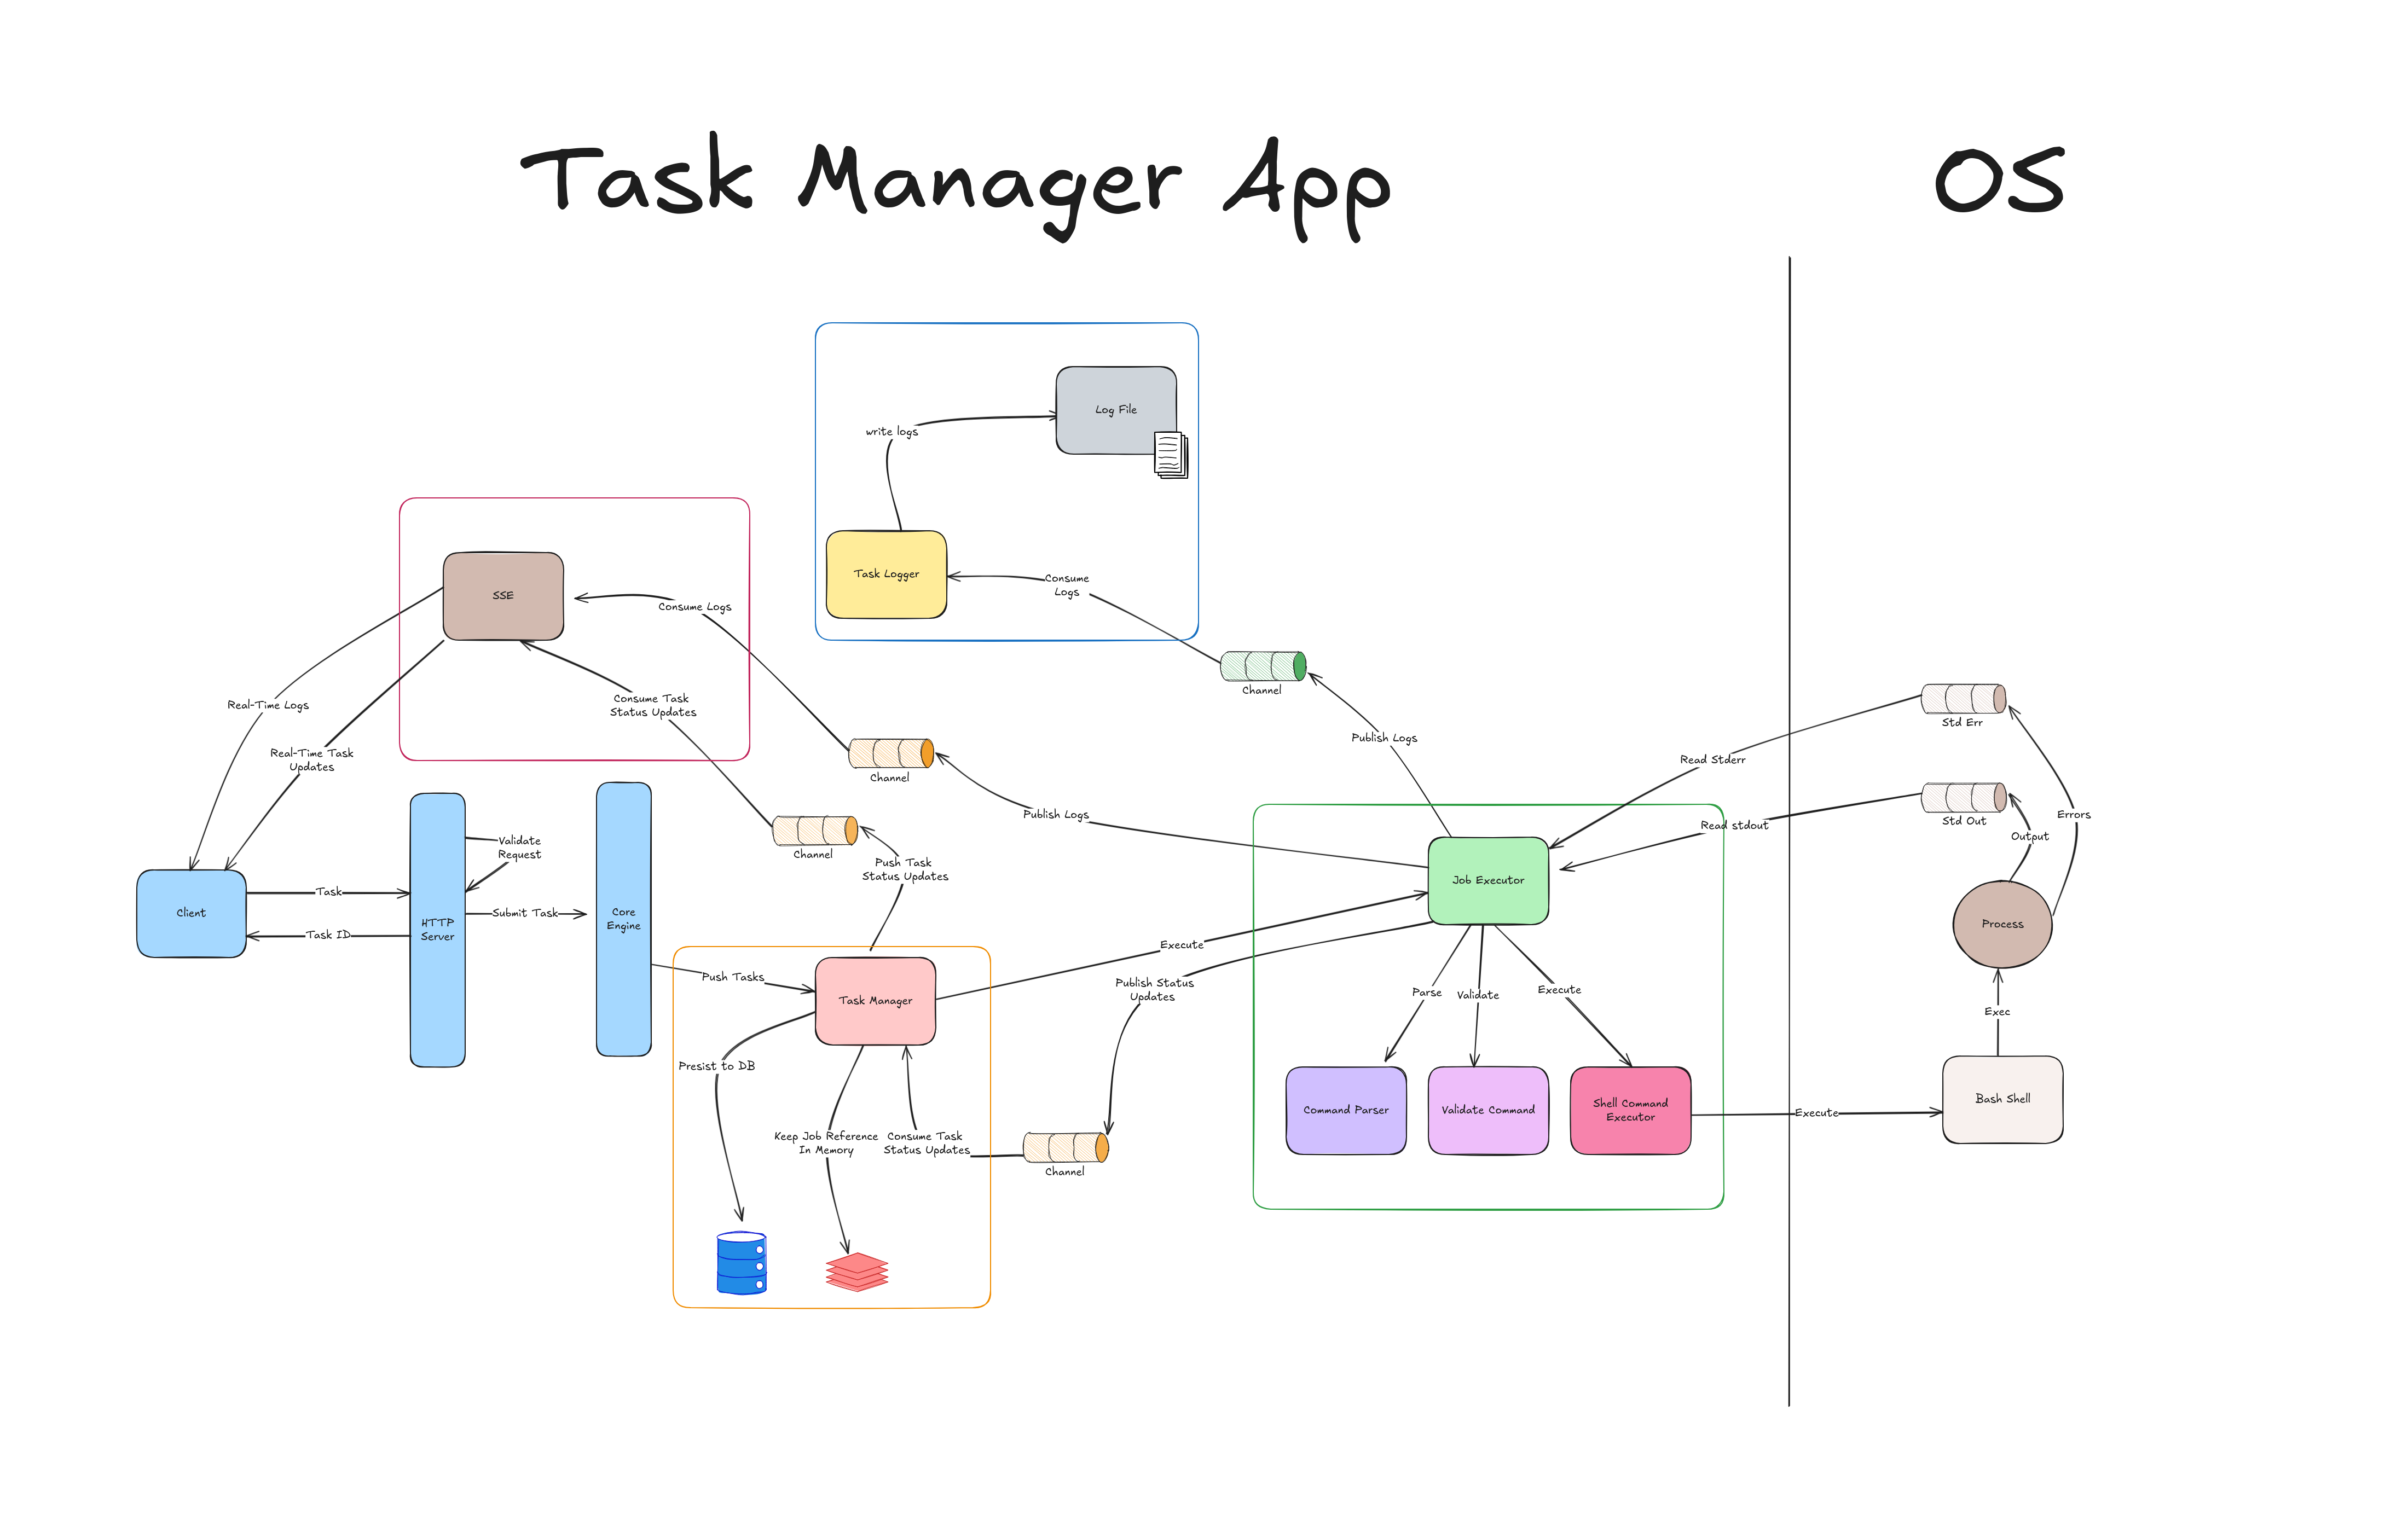 Task Manager App
OS
Log File
write logs
Task Logger
Consume
Logs
SSE
Consume Logs
Consume Task
Status Updates
Real-Time Logs
Real-Time Task
Updates
Channel
Publish Logs
Channel
Publish Logs
Channel
Push Task
Status Updates
Std Err
Read Stderr
Std Out
Read stdout
Errors
Output
Process
Exec
Bash Shell
Client
Task
Task ID
HTTP
Server
Validate
Request
Submit Task
Core
Engine
Push Tasks
Task Manager
Execute
Publish Status
Updates
Presist to DB
Keep Job Reference
In Memory
Consume Task
Status Updates
Channel
Job Executor
Parse
Validate
Execute
Command Parser
Validate Command
Shell Command
Executor
Execute